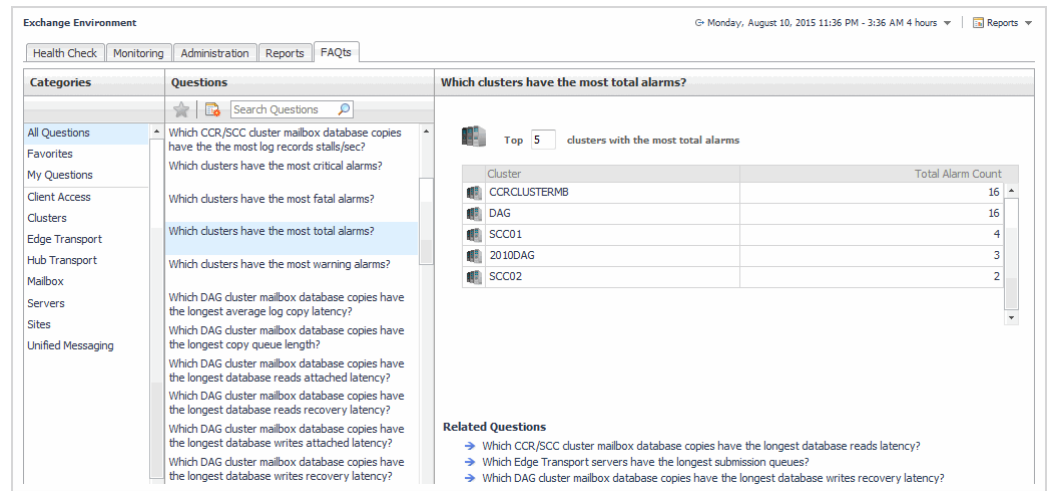 Exchange Environment
Monday, August 10, 2015 11:36 PM - 3:36 AM 4 hours
Reports
Health Check
Monitoring
Administration
Reports
FAQts
Categories
All Questions
Favorites
My Questions
Client Access
Clusters
Edge Transport
Hub Transport
Mailbox
Servers
Sites
Unified Messaging
Questions
Search Questions
Which CCR/SCC cluster mailbox database copies
have the the most log records stalls/sec?
Which clusters have the most critical alarms?
Which clusters have the most fatal alarms?
Which clusters have the most total alarms?
Which clusters have the most warning alarms?
Which DAG cluster mailbox database copies have
the longest average log copy latency?
Which DAG cluster mailbox database copies have
the longest copy queue length?
Which DAG cluster mailbox database copies have
the longest database reads attached latency?
Which DAG cluster mailbox database copies have
the longest database reads recovery latency?
Which DAG cluster mailbox database copies have
the longest database writes attached latency?
Which DAG cluster mailbox database copies have
the longest database writes recovery latency?
Which clusters have the most total alarms?
Top 5 clusters with the most total alarms
Cluster Total Alarm Count
CCRCLUSTERMB 16
DAG 16
SCC01 4
2010DAG 3
SCC02 2
Related Questions
Which CCR/SCC cluster mailbox database copies have the longest database reads latency?
Which Edge Transport servers have the longest submission queues?
Which DAG cluster mailbox database copies have the longest database writes recovery latency?